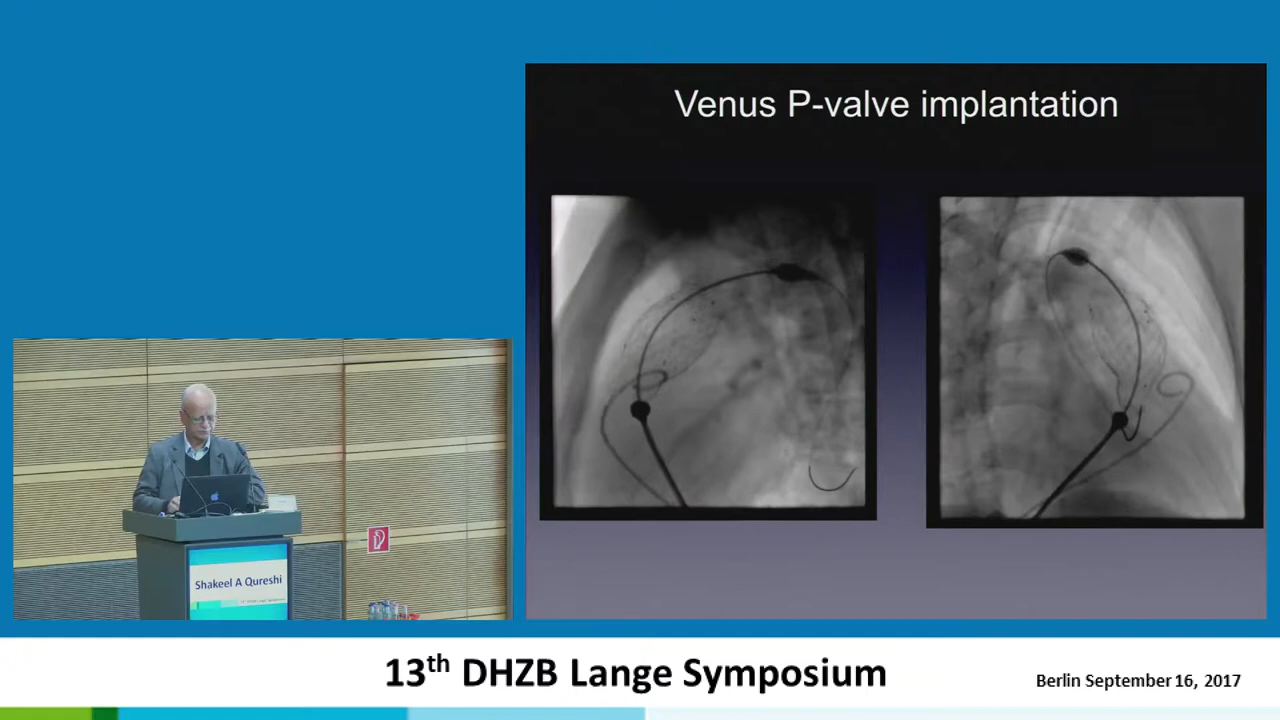 Venus P-valve implantation
Shakeel A Qureshi
13th DHZB Lange Symposium
Berlin September 16, 2017